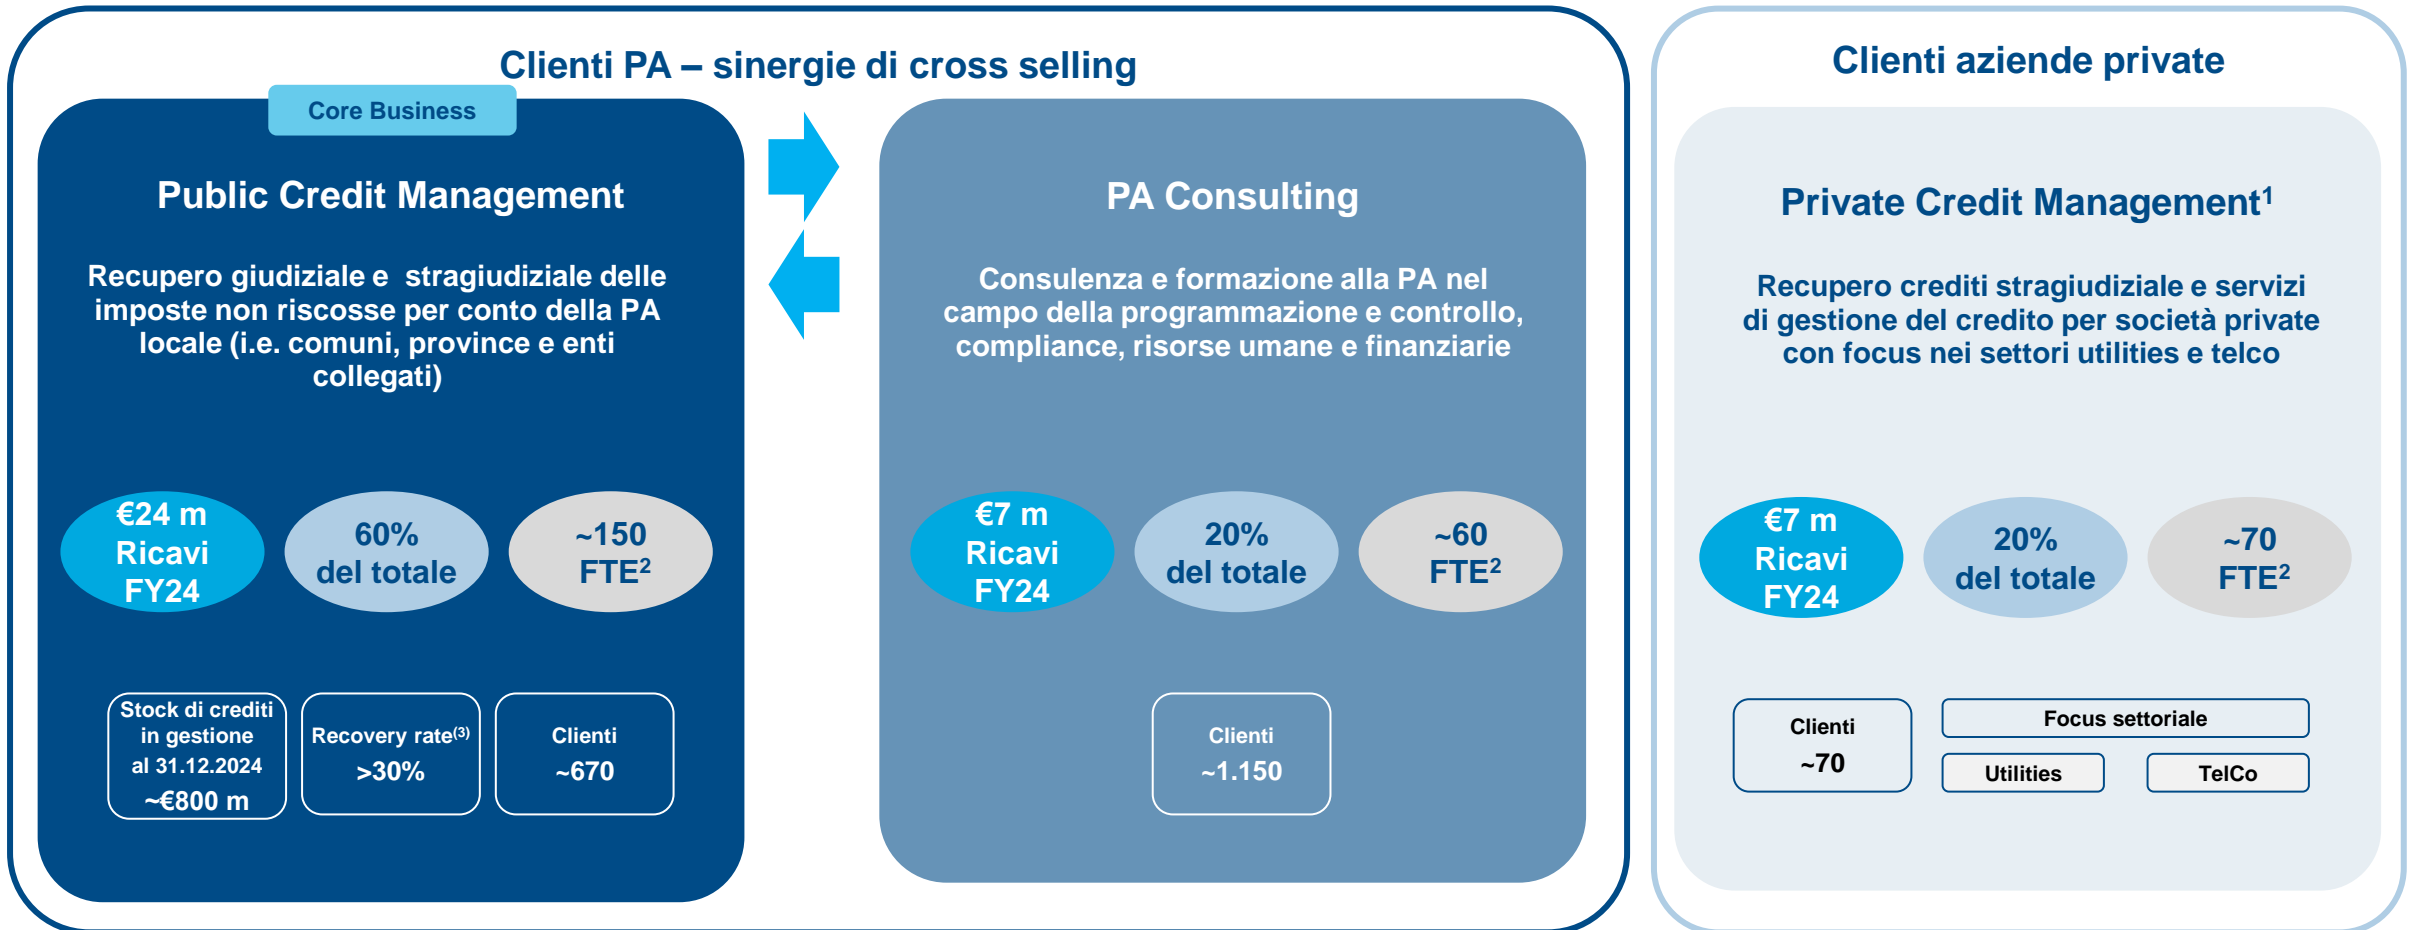 Clienti PA – sinergie di cross selling
Core Business
Public Credit Management
Recupero giudiziale e  stragiudiziale delle
imposte non riscosse per conto della PA
locale (i.e. comuni, province e enti
collegati)
€24 m
Ricavi
FY24
60%
del totale
~150
FTE²
Stock di crediti
in gestione
al 31.12.2024
~€800 m
Recovery rate⁽³⁾
>30%
Clienti
~670
PA Consulting
Consulenza e formazione alla PA nel
campo della programmazione e controllo,
compliance, risorse umane e finanziarie
€7 m
Ricavi
FY24
20%
del totale
~60
FTE²
Clienti
~1.150
Clienti aziende private
Private Credit Management¹
Recupero crediti stragiudiziale e servizi
di gestione del credito per società private
con focus nei settori utilities e telco
€7 m
Ricavi
FY24
20%
del totale
~70
FTE²
Clienti
~70
Focus settoriale
Utilities
TelCo